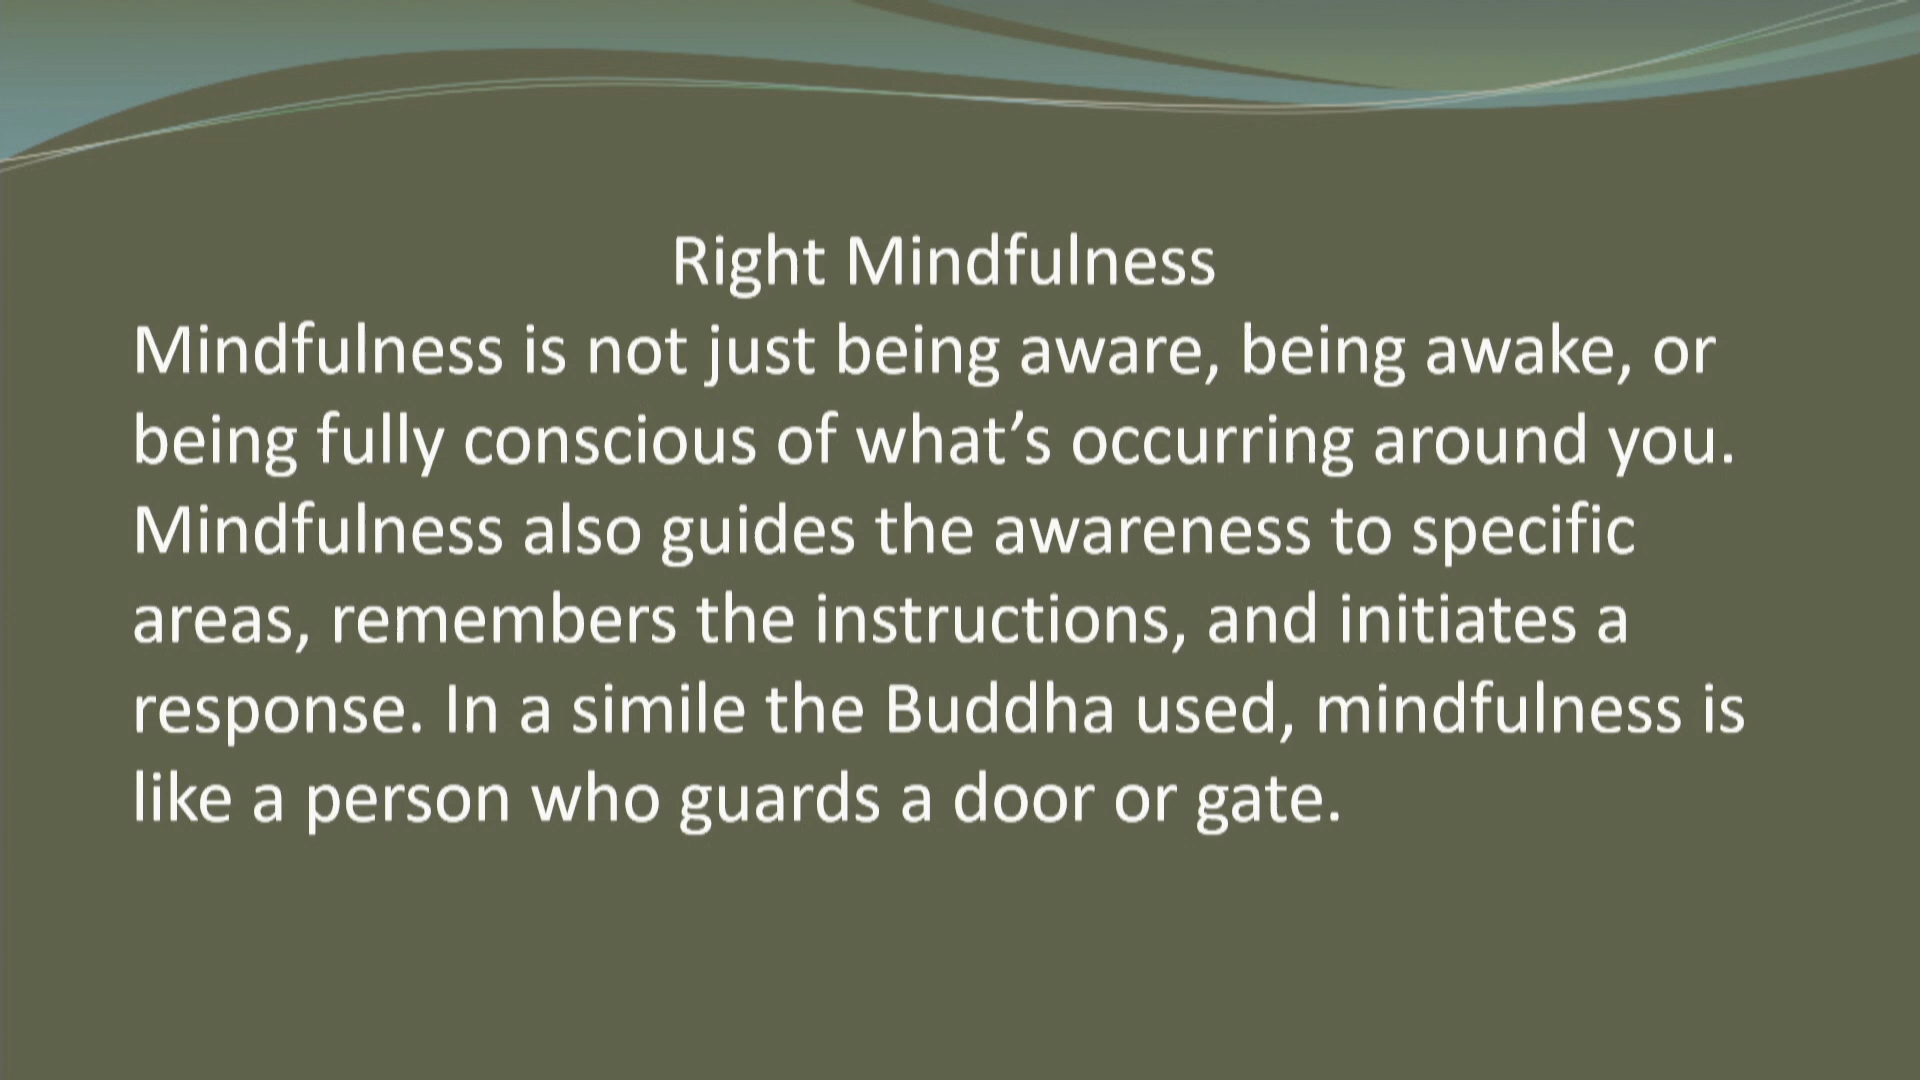 Right Mindfulness
Mindfulness is not just being aware, being awake, or
being fully conscious of what’s occurring around you.
Mindfulness also guides the awareness to specific
areas, remembers the instructions, and initiates a
response. In a simile the Buddha used, mindfulness is
like a person who guards a door or gate.